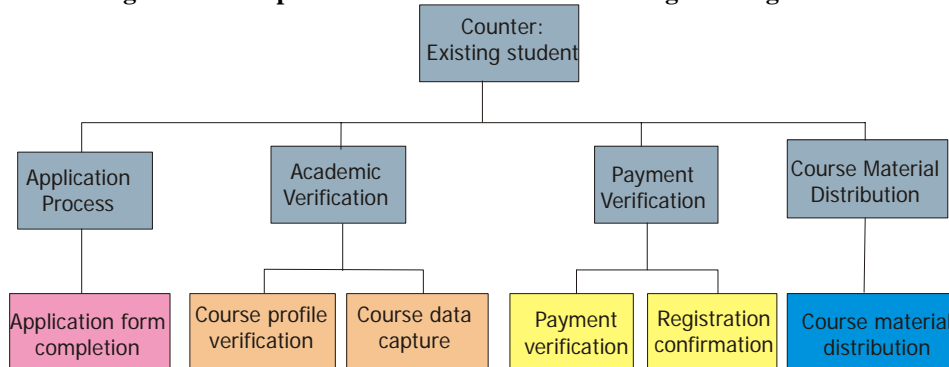 Counter:
Existing student
Application
Process
Academic
Verification
Payment
Verification
Course Material
Distribution
Application form
completion
Course profile
verification
Course data
capture
Payment
verification
Registration
confirmation
Course material
distribution